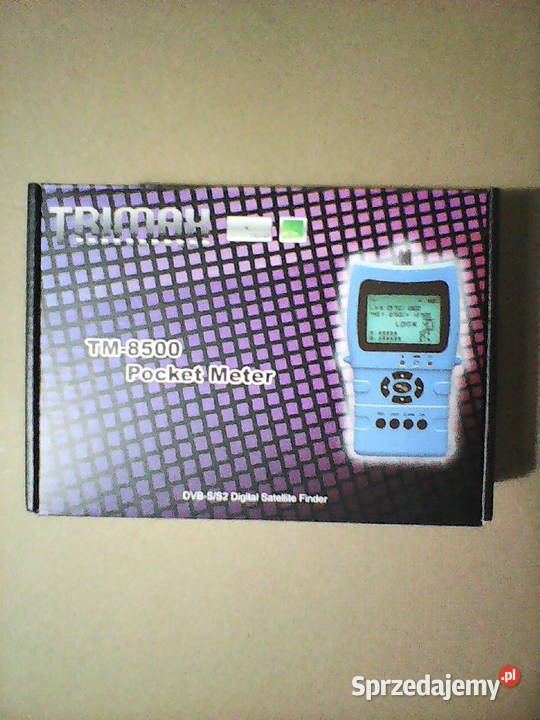 TRIMAX
TM-8500
Pocket Meter
LOCK
DVB-S/S2 Digital Satellite Finder
Sprzedajemy.pl